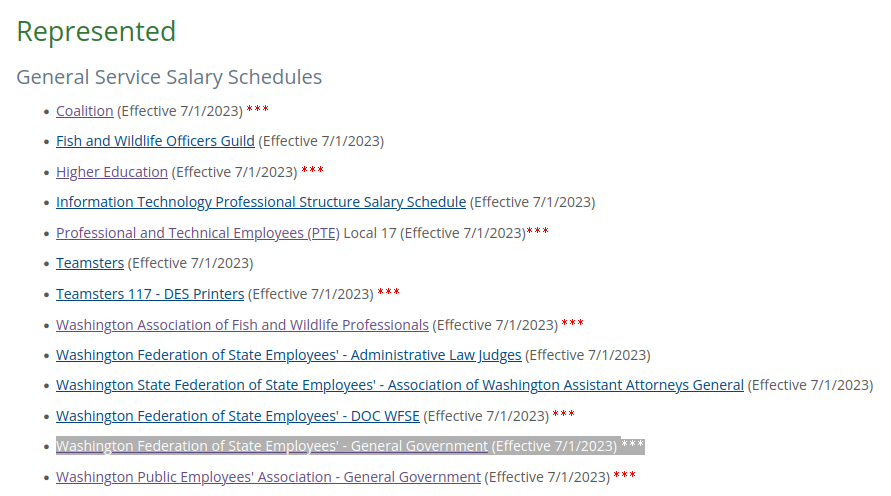 Represented
General Service Salary Schedules
• Coalition (Effective 7/1/2023) ***
• Fish and Wildlife Officers Guild (Effective 7/1/2023)
• Higher Education (Effective 7/1/2023) ***
• Information Technology Professional Structure Salary Schedule (Effective 7/1/2023)
• Professional and Technical Employees (PTE) Local 17 (Effective 7/1/2023)***
• Teamsters (Effective 7/1/2023)
• Teamsters 117 - DES Printers (Effective 7/1/2023) ***
• Washington Association of Fish and Wildlife Professionals (Effective 7/1/2023) ***
• Washington Federation of State Employees' - Administrative Law Judges (Effective 7/1/2023)
• Washington State Federation of State Employees' - Association of Washington Assistant Attorneys General (Effective 7/1/2023)
• Washington Federation of State Employees' - DOC WFSE (Effective 7/1/2023) ***
• Washington Federation of State Employees' - General Government (Effective 7/1/2023) ***
• Washington Public Employees' Association - General Government (Effective 7/1/2023) ***